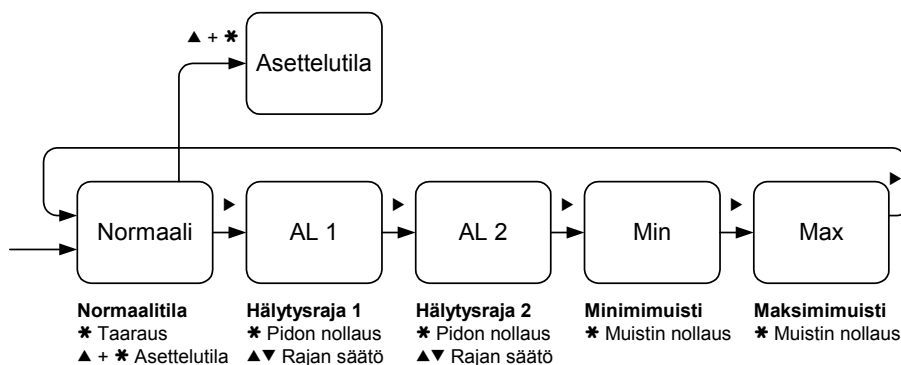 ▲ + ✱
Asettelutila
▶ ▶ ▶ ▶ ▶
Normaali AL 1 AL 2 Min Max
Normaalitila
✱ Taaraus
▲ + ✱ Asettelutila
Hälytysraja 1
✱ Pidon nollaus
▲▼ Rajan säätö
Hälytysraja 2
✱ Pidon nollaus
▲▼ Rajan säätö
Minimimuisti
✱ Muistin nollaus
Maksimimuisti
✱ Muistin nollaus